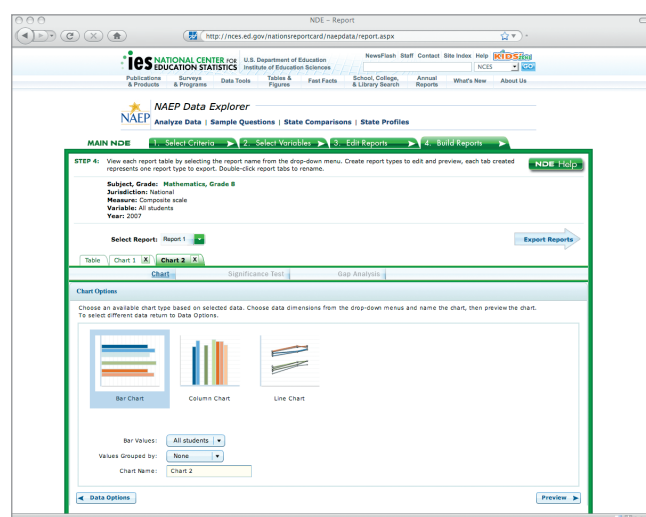 NDE – Report
http://nces.ed.gov/nationsreportcard/naepdata/report.aspx
ies NATIONAL CENTER FOR EDUCATION STATISTICS
U.S. Department of Education
Institute of Education Sciences
NewsFlash Staff Contact Site Index Help KIDS
NCES GO
Publications & Products
Surveys & Programs
Data Tools
Tables & Figures
Fast Facts
School, College, & Library Search
Annual Reports
What's New
About Us
NAEP
NAEP Data Explorer
Analyze Data | Sample Questions | State Comparisons | State Profiles
MAIN NDE 1. Select Criteria 2. Select Variables 3. Edit Reports 4. Build Reports
STEP 4: View each report table by selecting the report name from the drop-down menu. Create report types to edit and preview, each tab created
represents one report type to export. Double-click report tabs to rename.
NDE Help
Subject, Grade: Mathematics, Grade 8
Jurisdiction: National
Measure: Composite scale
Variable: All students
Year: 2007
Select Report: Report 1
Export Reports
Table Chart 1 X Chart 2 X
Chart Significance Test Gap Analysis
Chart Options
Choose an available chart type based on selected data. Choose data dimensions from the drop-down menus and name the chart, then preview the chart.
To select different data return to Data Options.
Bar Chart Column Chart Line Chart
Bar Values: All students
Values Grouped by: None
Chart Name: Chart 2
Data Options
Preview